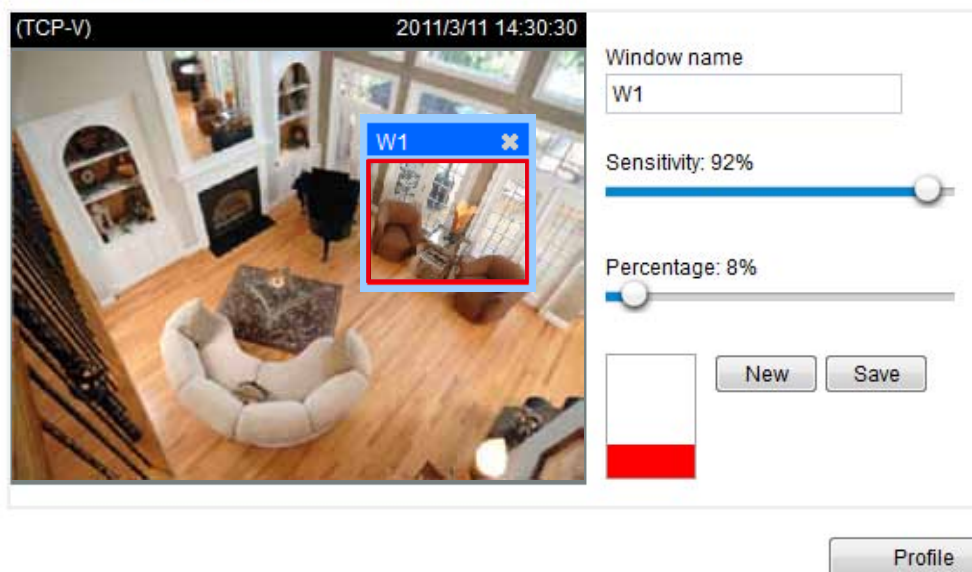 (TCP-V) 2011/3/11 14:30:30
W1
Window name
W1
Sensitivity: 92%
Percentage: 8%
New Save
Profile